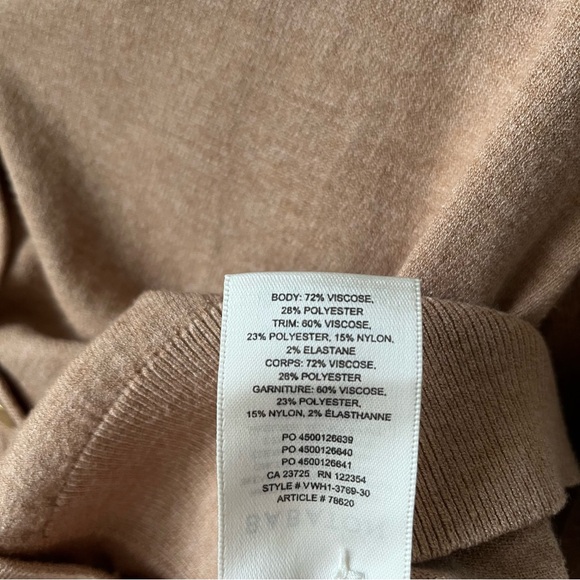 BODY: 72% VISCOSE,
28% POLYESTER
TRIM: 60% VISCOSE,
23% POLYESTER, 15% NYLON,
2% ELASTANE
CORPS: 72% VISCOSE,
28% POLYESTER
GARNITURE: 60% VISCOSE,
23% POLYESTER,
15% NYLON, 2% ÉLASTHANNE
PO 4500126639
PO 4500126640
PO 4500126641
CA 23725 RN 122354
STYLE # VWH1-3769-30
ARTICLE # 78620